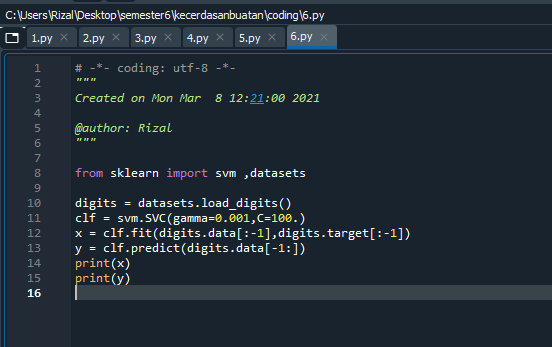 C:\Users\Rizal\Desktop\semester6\kecerdasanbuatan\coding\6.py
1.py 2.py 3.py 4.py 5.py 6.py
1 # -*- coding: utf-8 -*-
2 """
3 Created on Mon Mar  8 12:21:00 2021
4
5 @author: Rizal
6 """
7
8 from sklearn import svm ,datasets
9
10 digits = datasets.load_digits()
11 clf = svm.SVC(gamma=0.001,C=100.)
12 x = clf.fit(digits.data[:-1],digits.target[:-1])
13 y = clf.predict(digits.data[-1:])
14 print(x)
15 print(y)
16